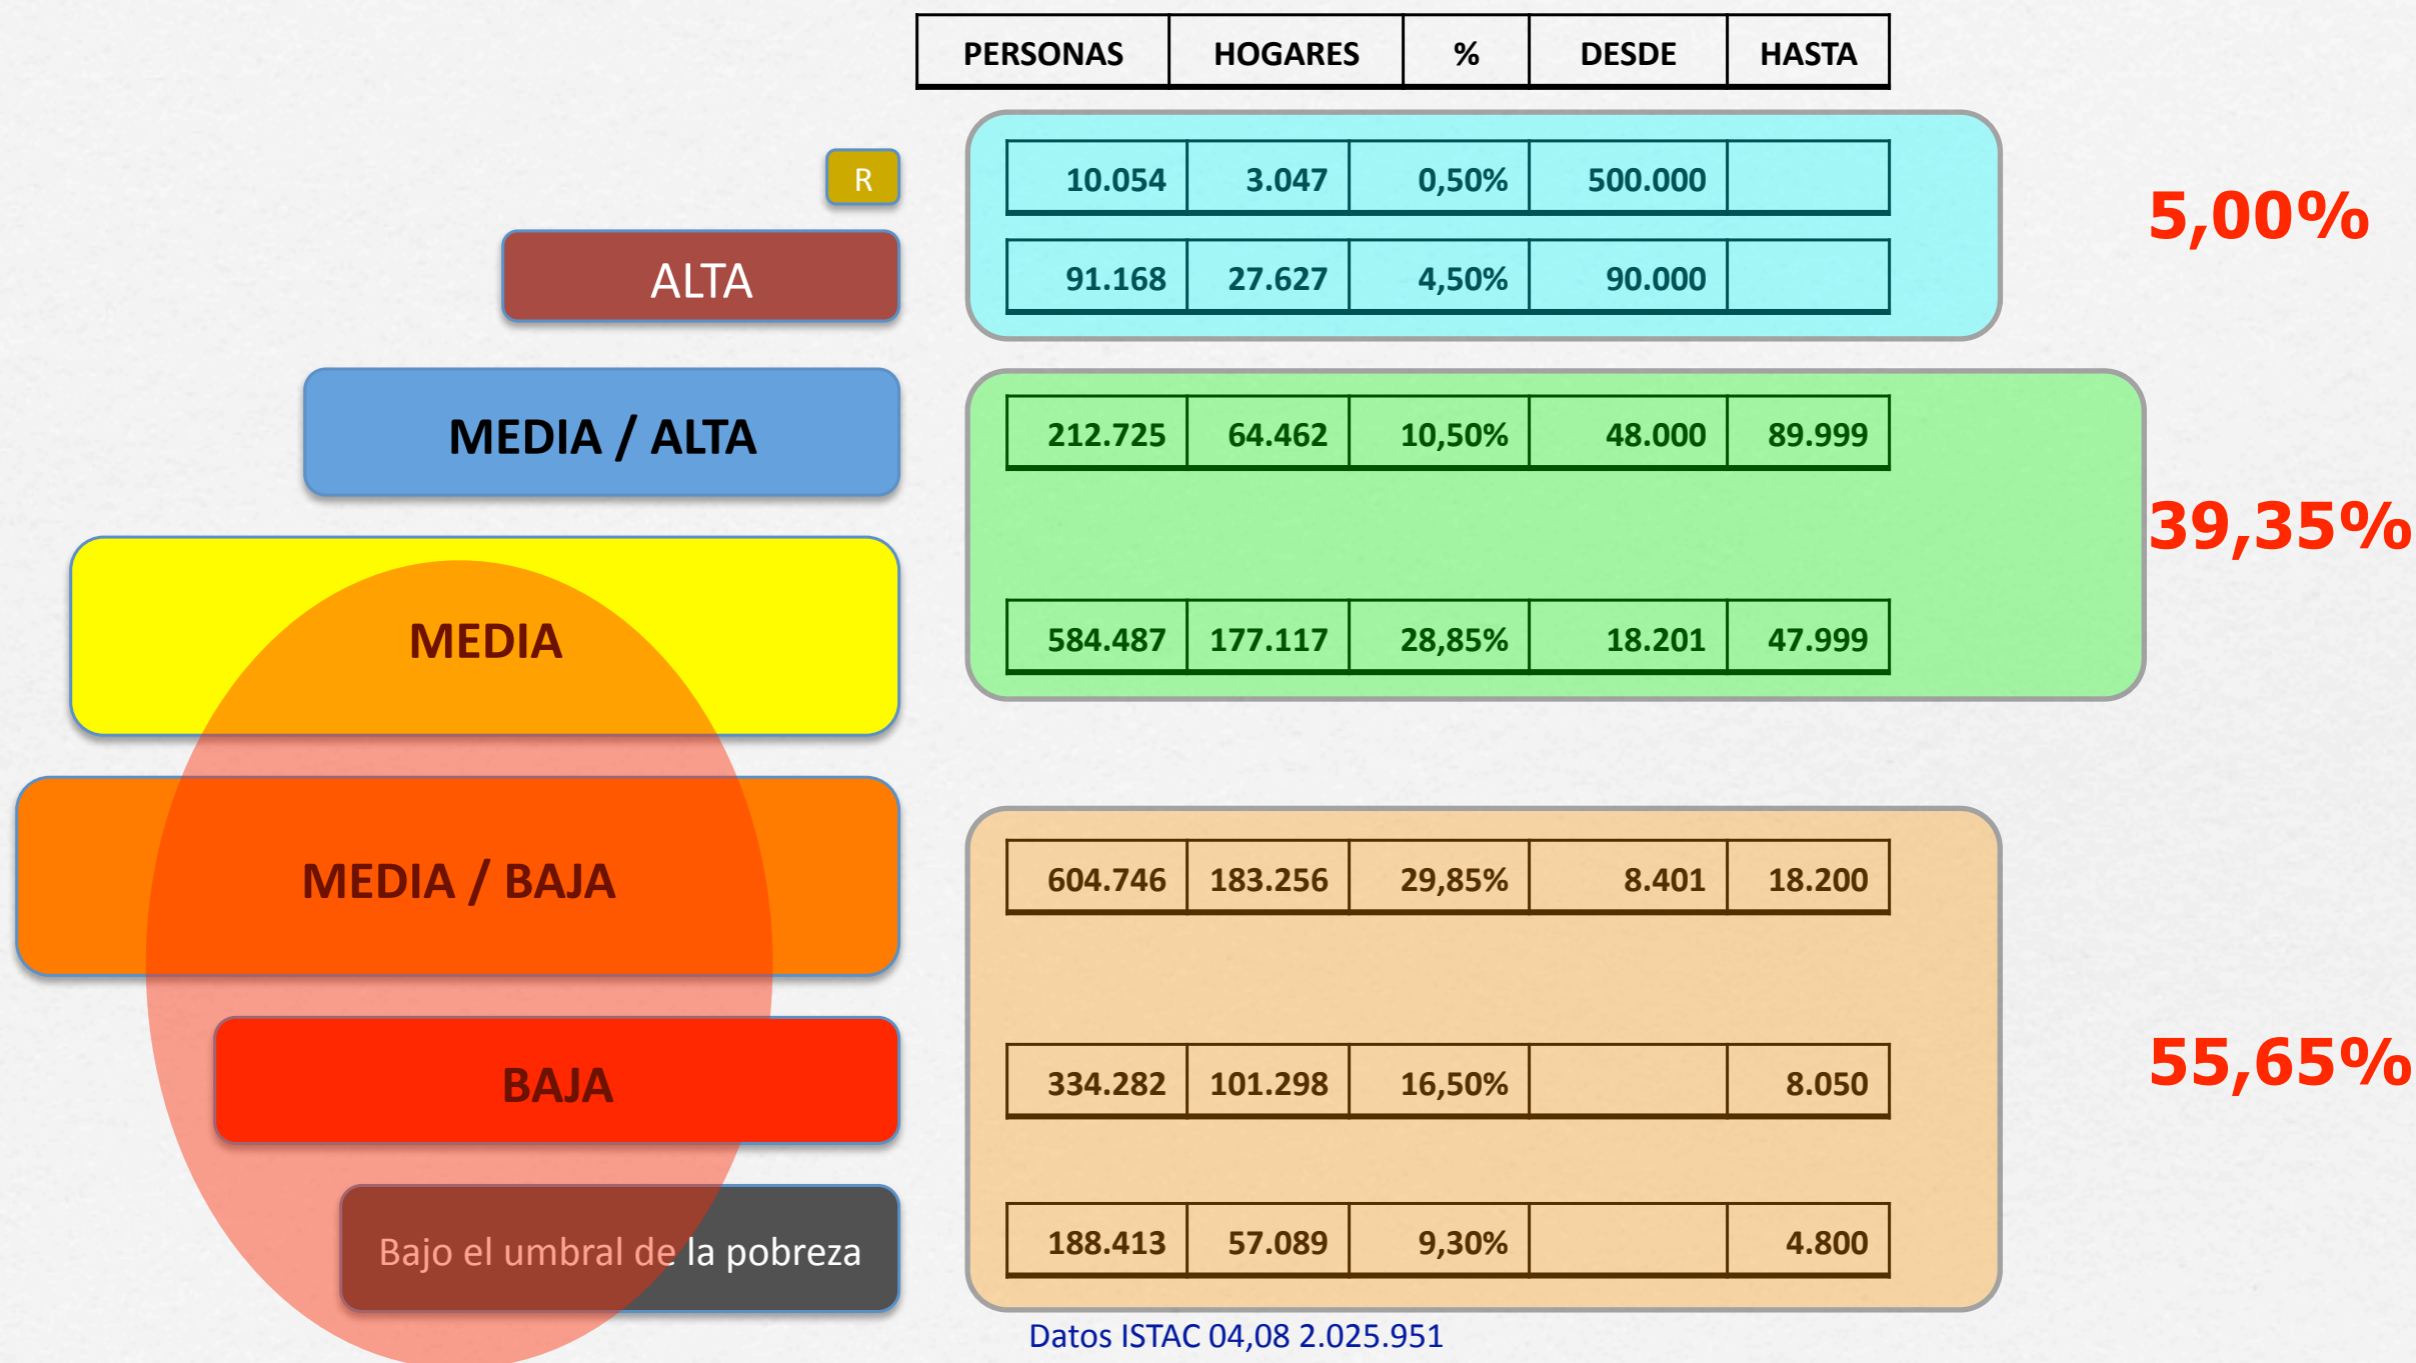 PERSONAS HOGARES % DESDE HASTA
R 10.054 3.047 0,50% 500.000
5,00%
ALTA 91.168 27.627 4,50% 90.000
MEDIA / ALTA 212.725 64.462 10,50% 48.000 89.999
39,35%
MEDIA 584.487 177.117 28,85% 18.201 47.999
MEDIA / BAJA 604.746 183.256 29,85% 8.401 18.200
55,65%
BAJA 334.282 101.298 16,50% 8.050
Bajo el umbral de la pobreza 188.413 57.089 9,30% 4.800
Datos ISTAC 04,08 2.025.951